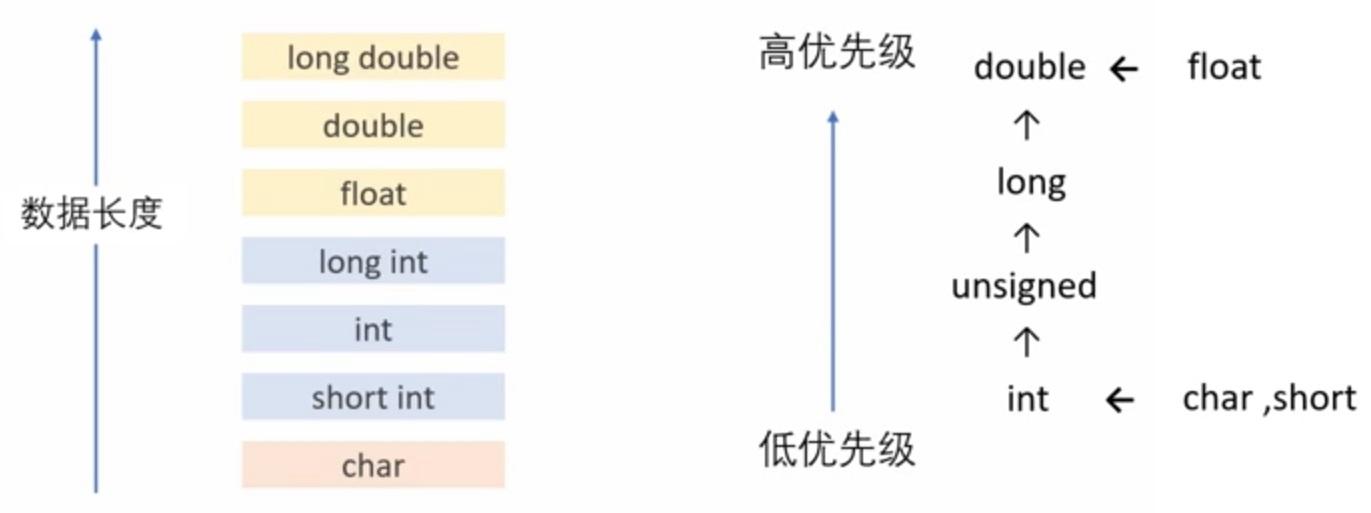 数据长度
long double
double
float
long int
int
short int
char
高优先级
低优先级
double ← float
↑
long
↑
unsigned
↑
int ← char ,short